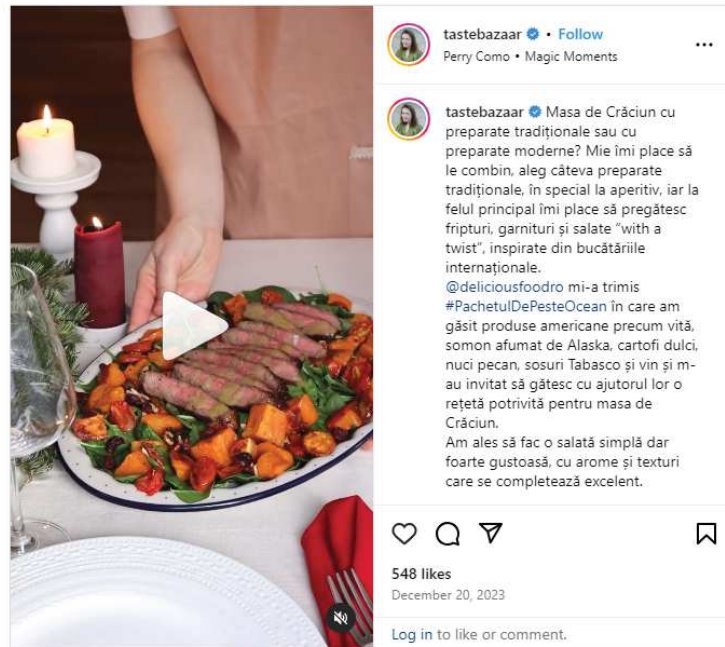 tastebazaar • Follow
Perry Como • Magic Moments
tastebazaar Masa de Crăciun cu
preparate tradiționale sau cu
preparate moderne? Mie îmi place să
le combin, aleg câteva preparate
tradiționale, în special la aperitiv, iar la
felul principal îmi place să pregătesc
fripturi, garnituri și salate "with a
twist", inspirate din bucătăriile
internaționale.
@deliciousfoodro mi-a trimis
#PachetulDePesteOcean în care am
găsit produse americane precum vită,
somon afumat de Alaska, cartofi dulci,
nuci pecan, sosuri Tabasco și vin și m-
au invitat să gătesc cu ajutorul lor o
rețetă potrivită pentru masa de
Crăciun.
Am ales să fac o salată simplă dar
foarte gustoasă, cu arome și texturi
care se completează excelent.
548 likes
December 20, 2023
Log in to like or comment.